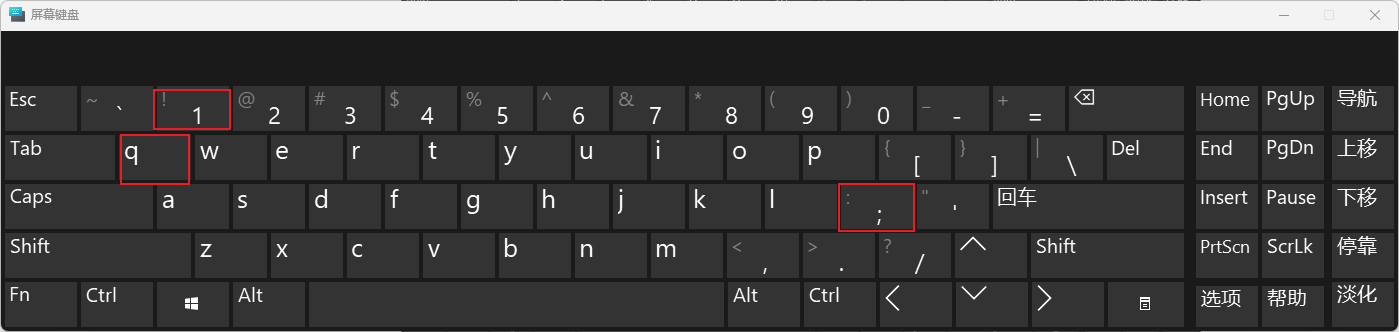 屏幕键盘
Esc ~ ` ! 1 @ 2 # 3 $ 4 % 5 ^ 6 & 7 * 8 ( 9 ) 0 _ - + = Home PgUp 导航
Tab q w e r t y u i o p { [ } ] | \ Del End PgDn 上移
Caps a s d f g h j k l : ; " ' 回车 Insert Pause 下移
Shift z x c v b n m < , > . ? / Shift PrtScn ScrLk 停靠
Fn Ctrl Alt Alt Ctrl 选项 帮助 淡化